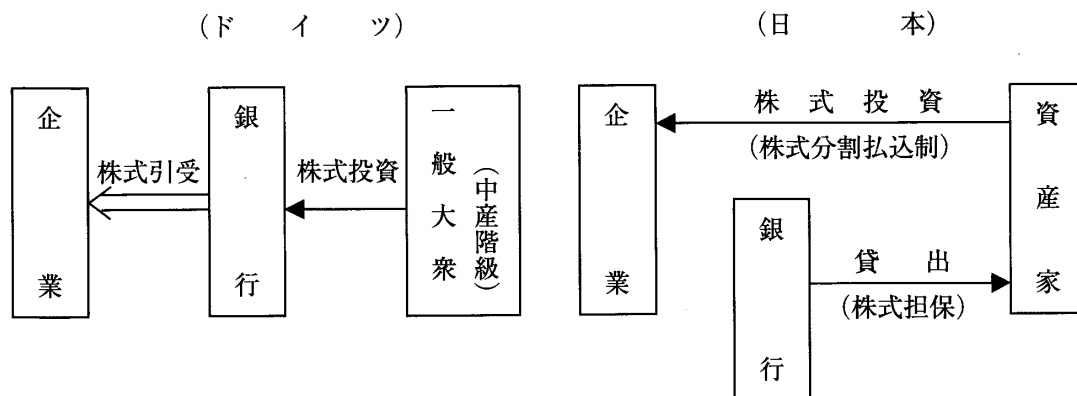 (ドイツ)
企業
株式引受
銀行
株式投資
一般大衆
(中産階級)
(日本)
企業
株式投資
(株式分割払込制)
資産家
銀行
貸出
(株式担保)